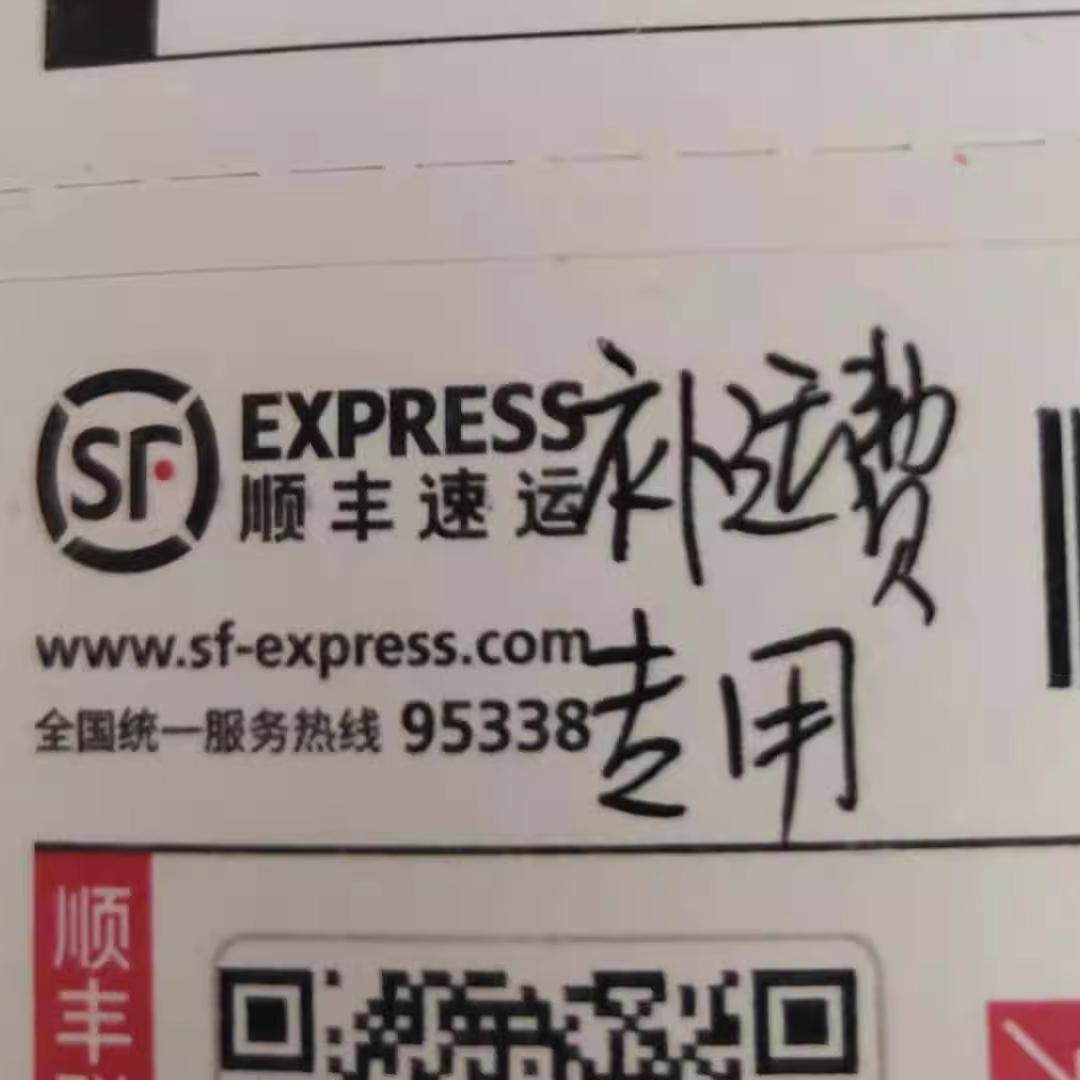 SF EXPRESS 补运费
顺丰速运
www.sf-express.com 专用
全国统一服务热线 95338
顺丰